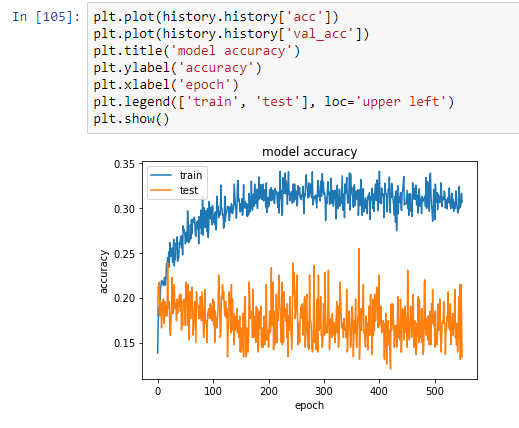 In [105]: plt.plot(history.history['acc'])
plt.plot(history.history['val_acc'])
plt.title('model accuracy')
plt.ylabel('accuracy')
plt.xlabel('epoch')
plt.legend(['train', 'test'], loc='upper left')
plt.show()
model accuracy
0.35
train
test
0.30
0.25
accuracy
0.20
0.15
0 100 200 300 400 500
epoch